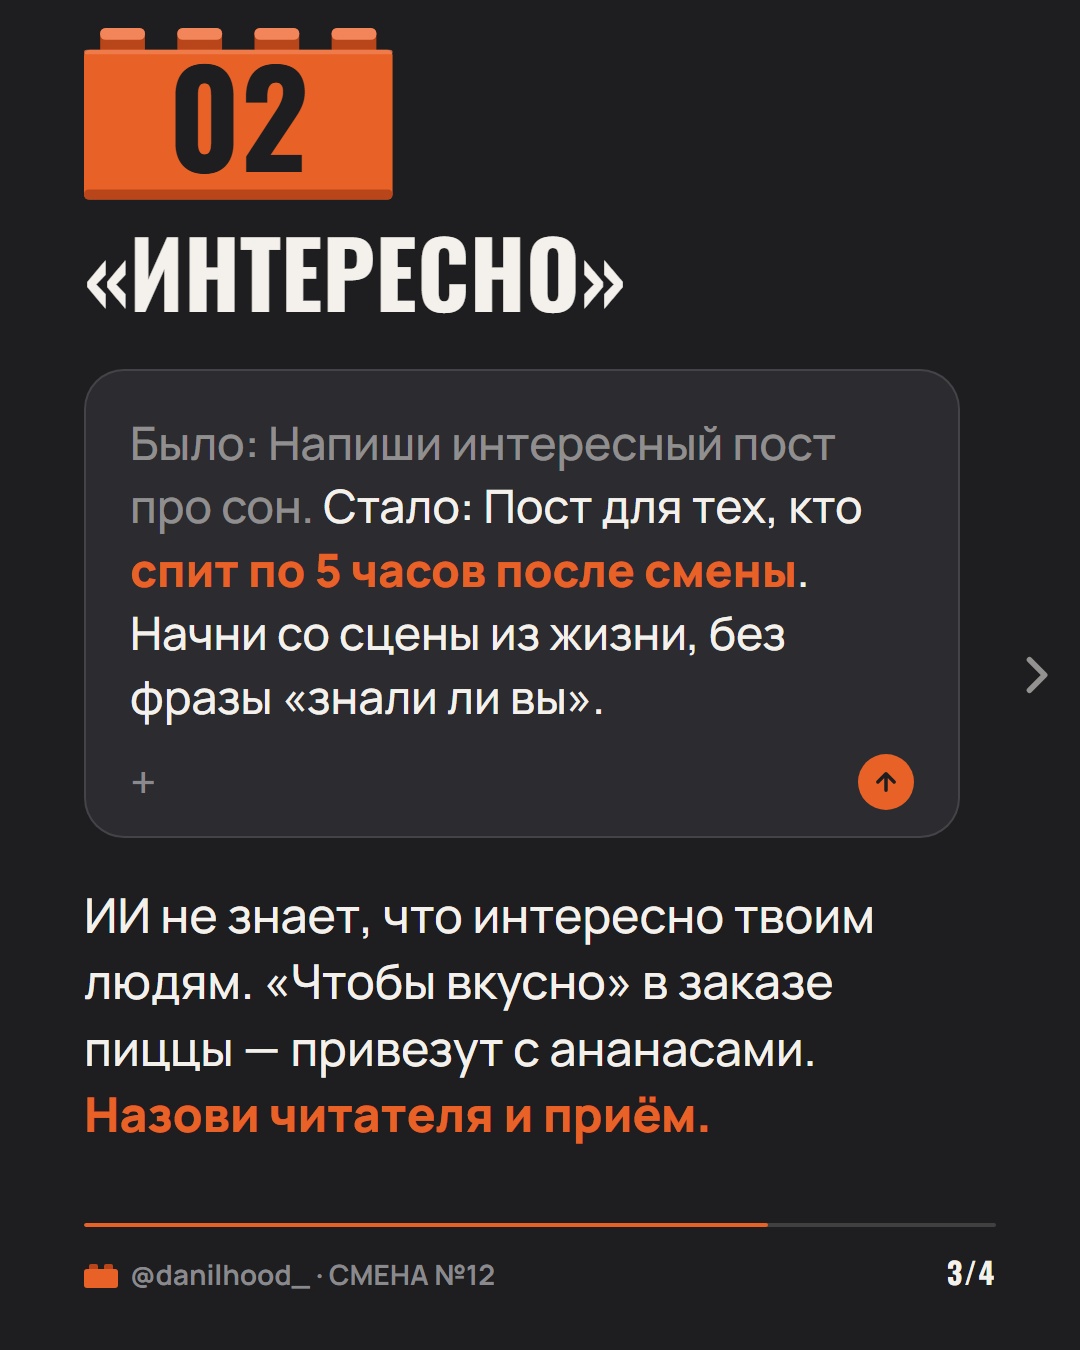 02
«ИНТЕРЕСНО»
Было: Напиши интересный пост
про сон. Стало: Пост для тех, кто
спит по 5 часов после смены.
Начни со сцены из жизни, без
фразы «знали ли вы».
+
ИИ не знает, что интересно твоим
людям. «Чтобы вкусно» в заказе
пиццы — привезут с ананасами.
Назови читателя и приём.
@danilhood_ · СМЕНА №12
3/4